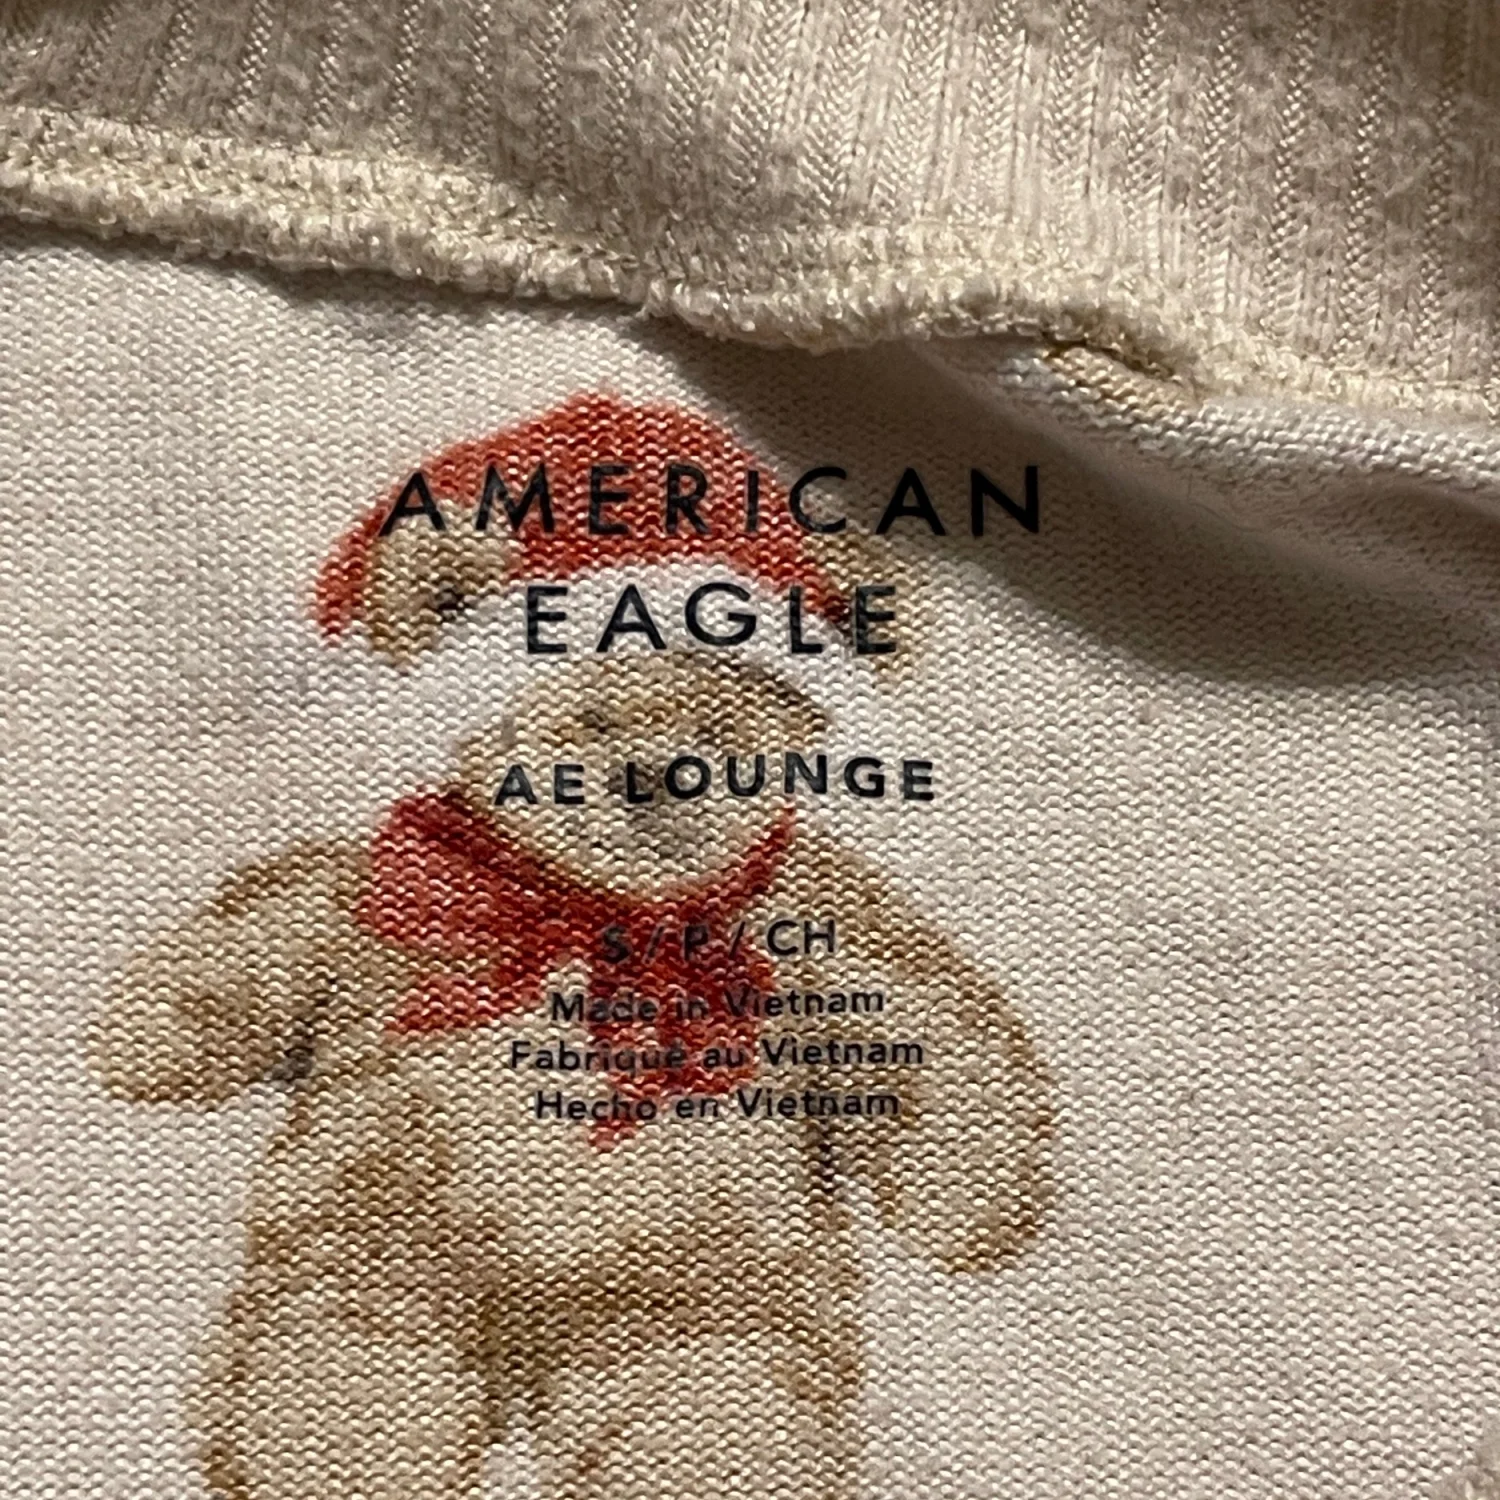 AMERICAN
EAGLE
AE LOUNGE
S / P / CH
Made in Vietnam
Fabriqué au Vietnam
Hecho en Vietnam